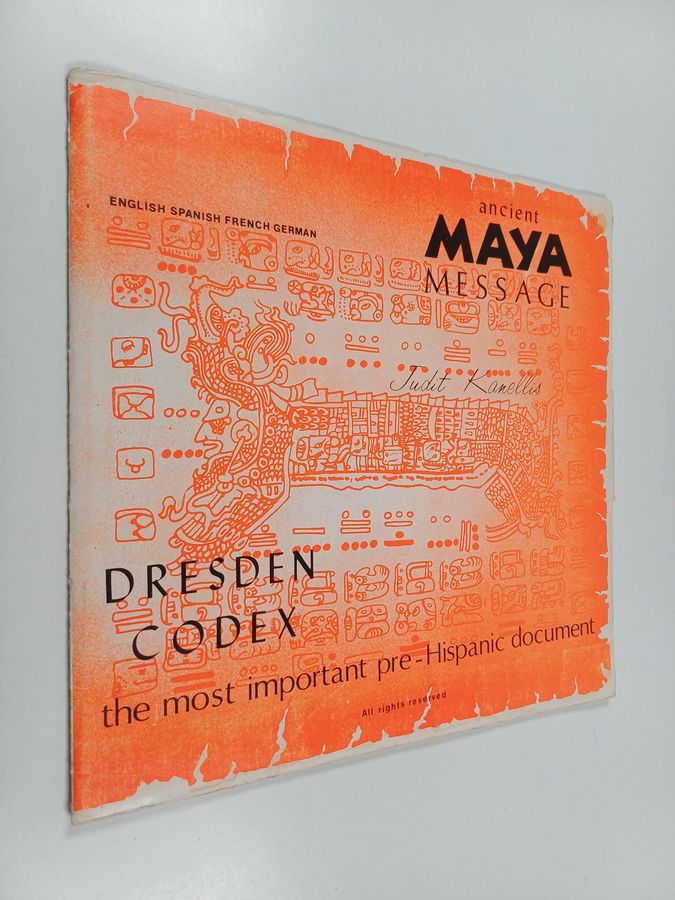 ENGLISH SPANISH FRENCH GERMAN
ancient
MAYA
MESSAGE
Judit Kanellis
DRESDEN
CODEX
the most important pre-Hispanic document
All rights reserved